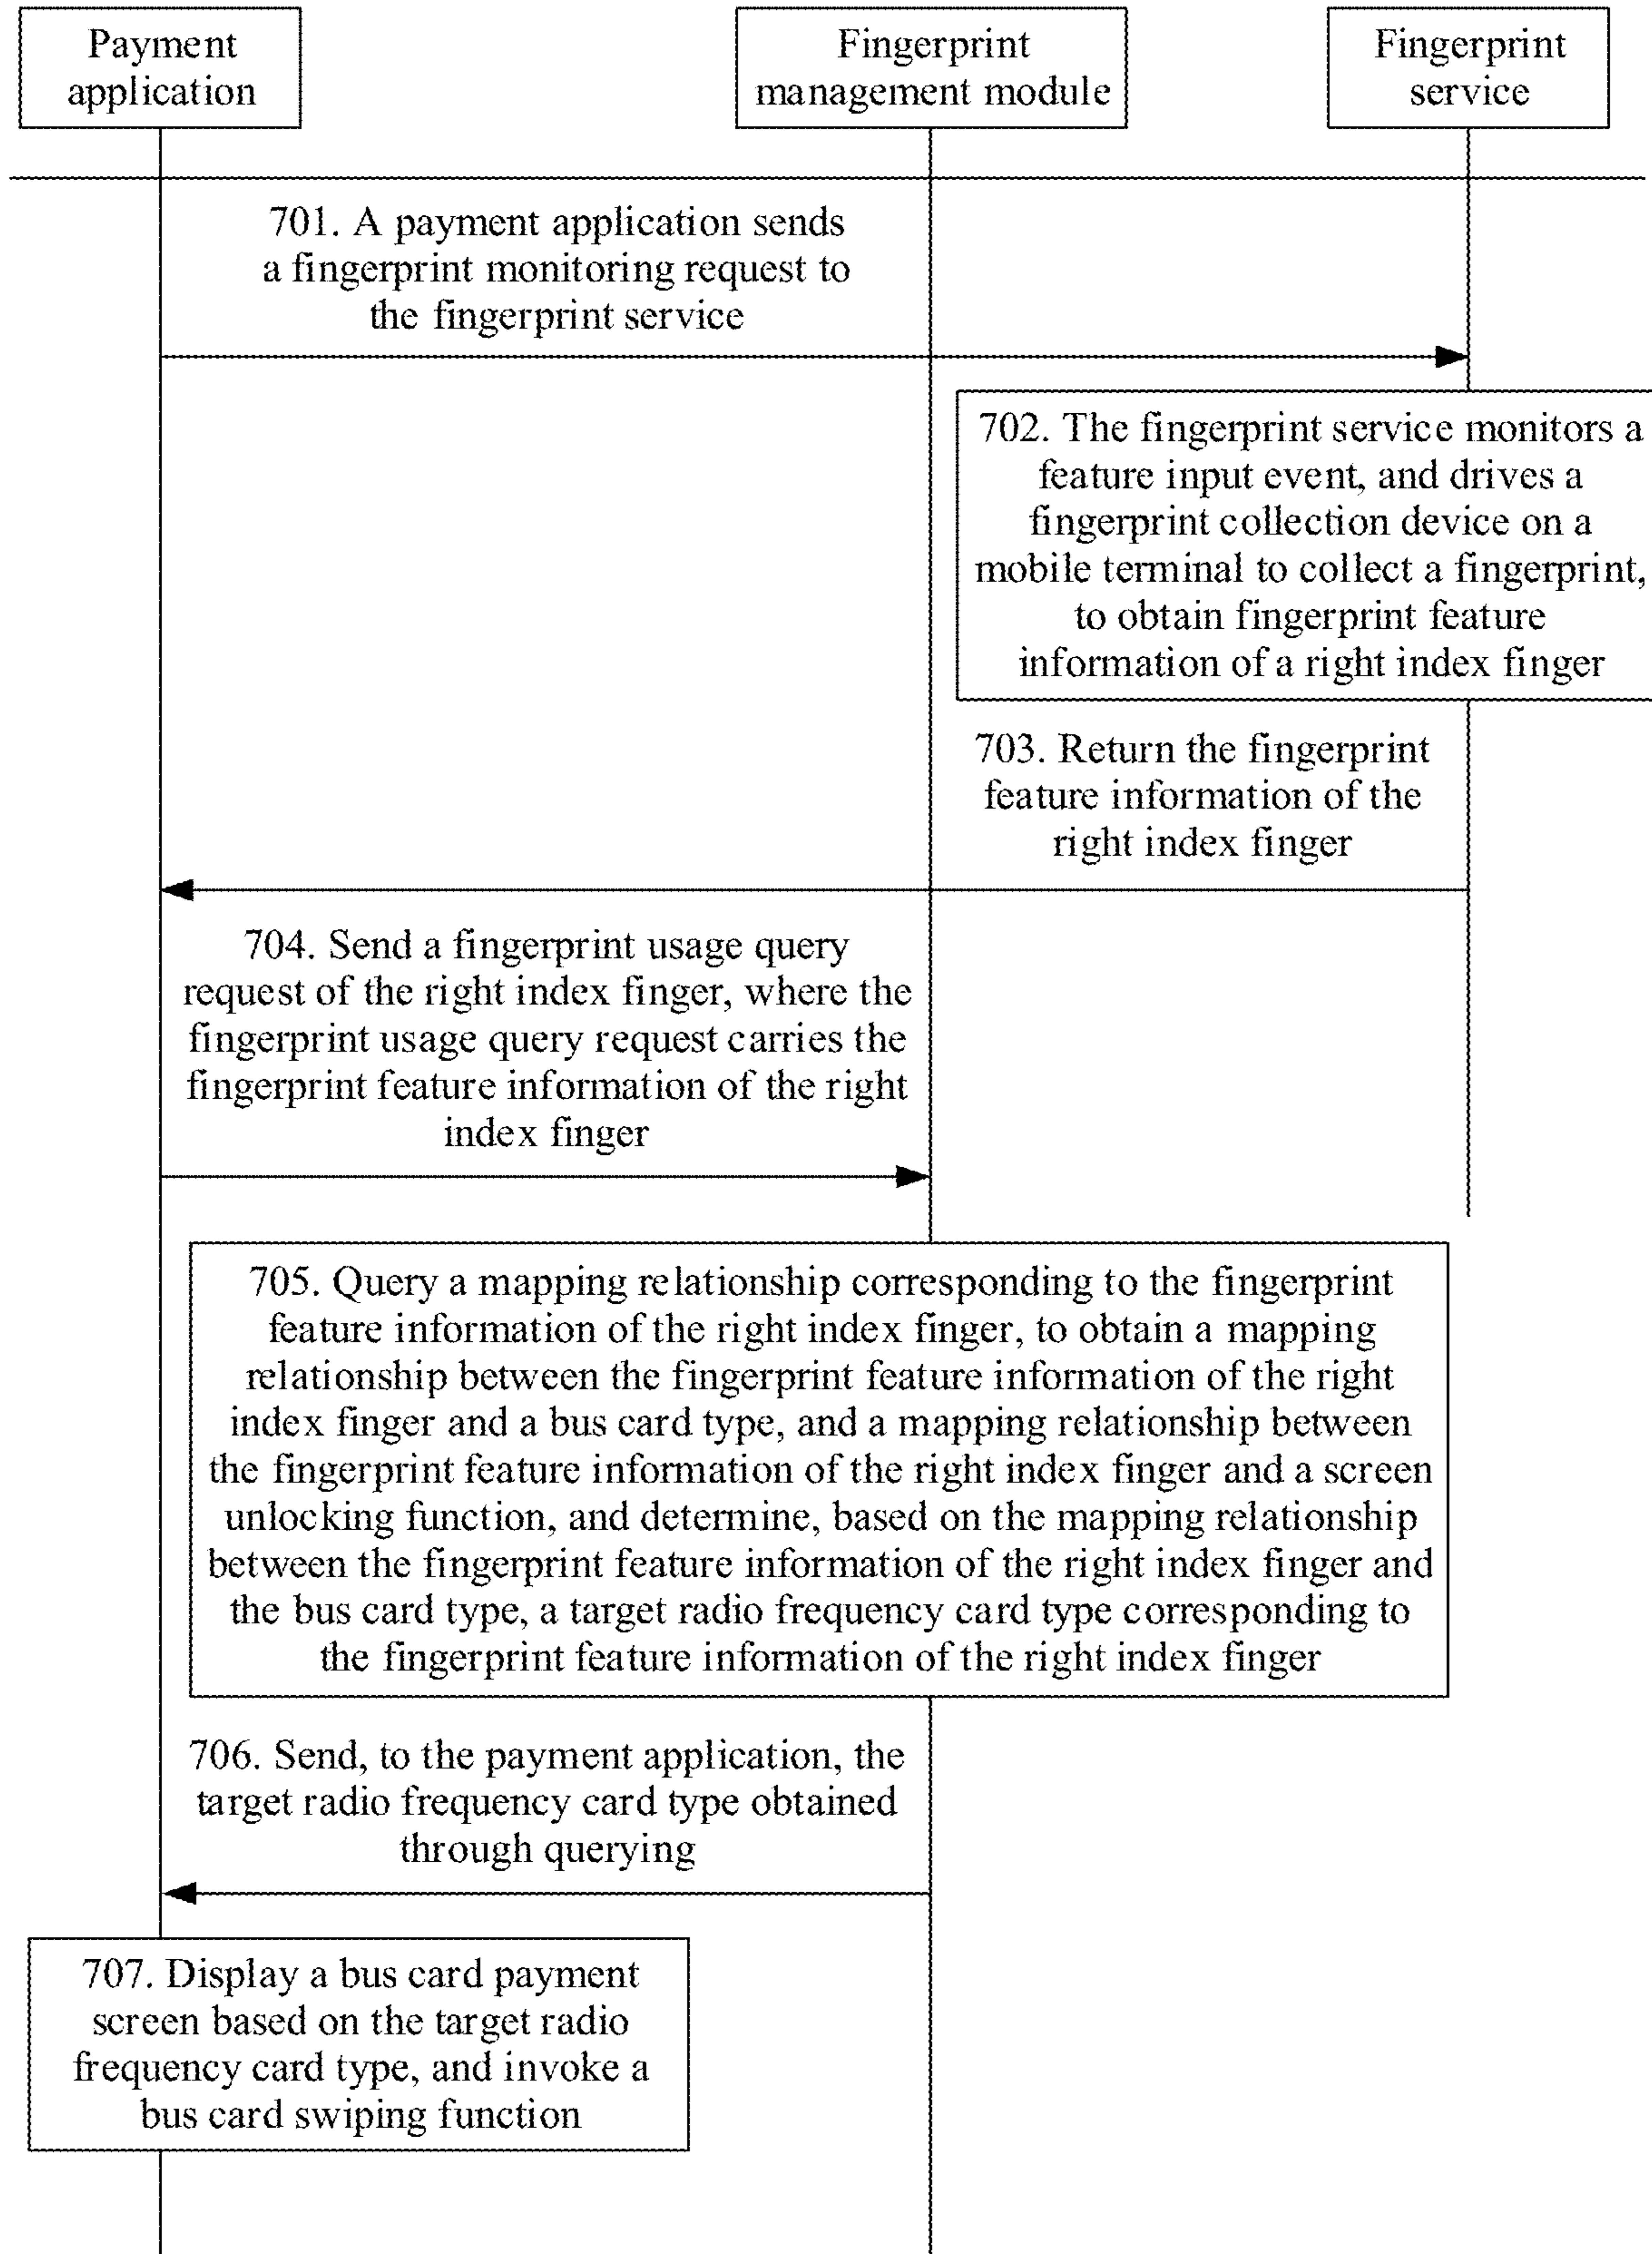 Payment
application
Fingerprint
management module
Fingerprint
service
701. A payment application sends
a fingerprint monitoring request to
the fingerprint service
702. The fingerprint service monitors a
feature input event, and drives a
fingerprint collection device on a
mobile terminal to collect a fingerprint,
to obtain fingerprint feature
information of a right index finger
703. Return the fingerprint
feature information of the
right index finger
704. Send a fingerprint usage query
request of the right index finger, where the
fingerprint usage query request carries the
fingerprint feature information of the right
index finger
705. Query a mapping relationship corresponding to the fingerprint
feature information of the right index finger, to obtain a mapping
relationship between the fingerprint feature information of the right
index finger and a bus card type, and a mapping relationship between
the fingerprint feature information of the right index finger and a screen
unlocking function, and determine, based on the mapping relationship
between the fingerprint feature information of the right index finger and
the bus card type, a target radio frequency card type corresponding to
the fingerprint feature information of the right index finger
706. Send, to the payment application, the
target radio frequency card type obtained
through querying
707. Display a bus card payment
screen based on the target radio
frequency card type, and invoke a
bus card swiping function